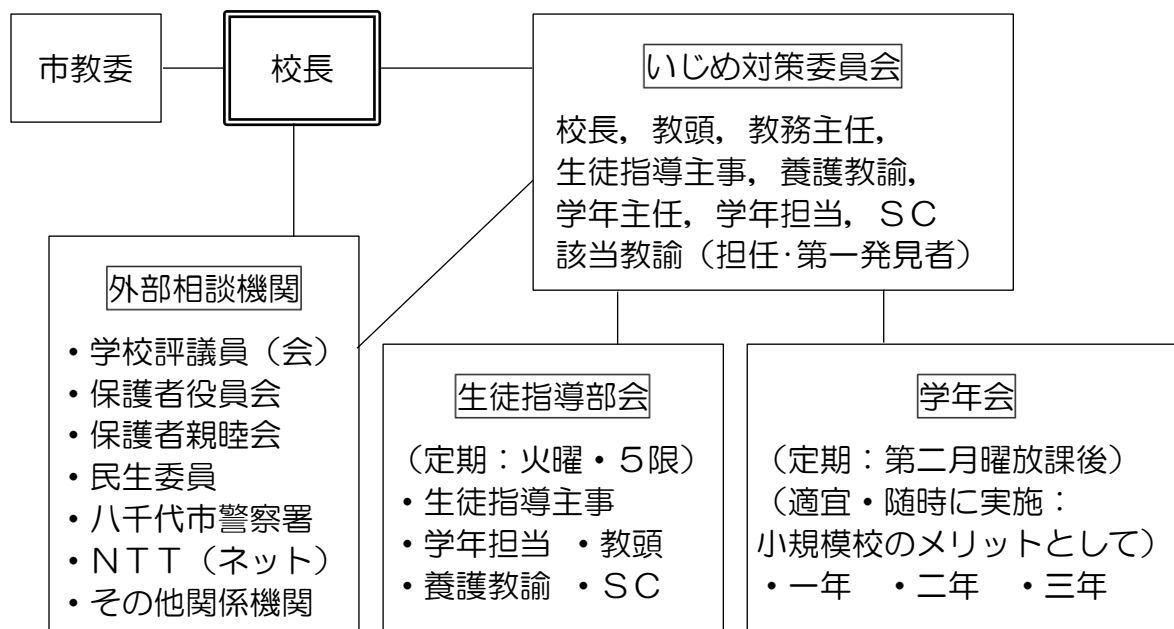 市教委
校長
いじめ対策委員会
校長，教頭，教務主任，
生徒指導主事，養護教諭，
学年主任，学年担当，ＳＣ
該当教諭（担任･第一発見者）
外部相談機関
・学校評議員（会）
・保護者役員会
・保護者親睦会
・民生委員
・八千代市警察署
・ＮＴＴ（ネット）
・その他関係機関
生徒指導部会
（定期：火曜・５限）
・生徒指導主事
・学年担当 ・教頭
・養護教諭 ・ＳＣ
学年会
（定期：第二月曜放課後）
（適宜・随時に実施：
小規模校のメリットとして）
・一年 ・二年 ・三年